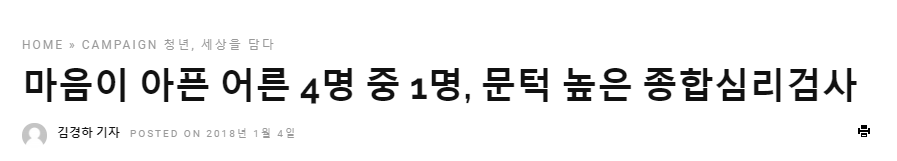 HOME » CAMPAIGN 청년, 세상을 담다
마음이 아픈 어른 4명 중 1명, 문턱 높은 종합심리검사
김경하 기자 POSTED ON 2018년 1월 4일